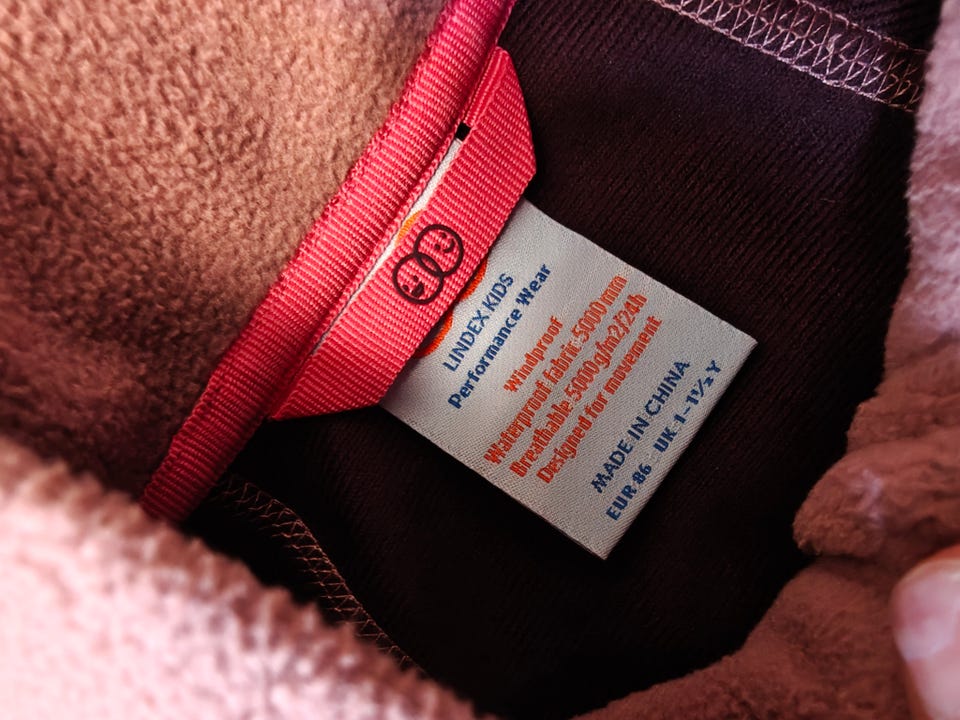 LINDEX KIDS
Performance Wear
Windproof
Waterproof fabric 5000mm
Breathable 5000g/m2/24h
Designed for movement
MADE IN CHINA
EUR 86 UK 1-1½ Y